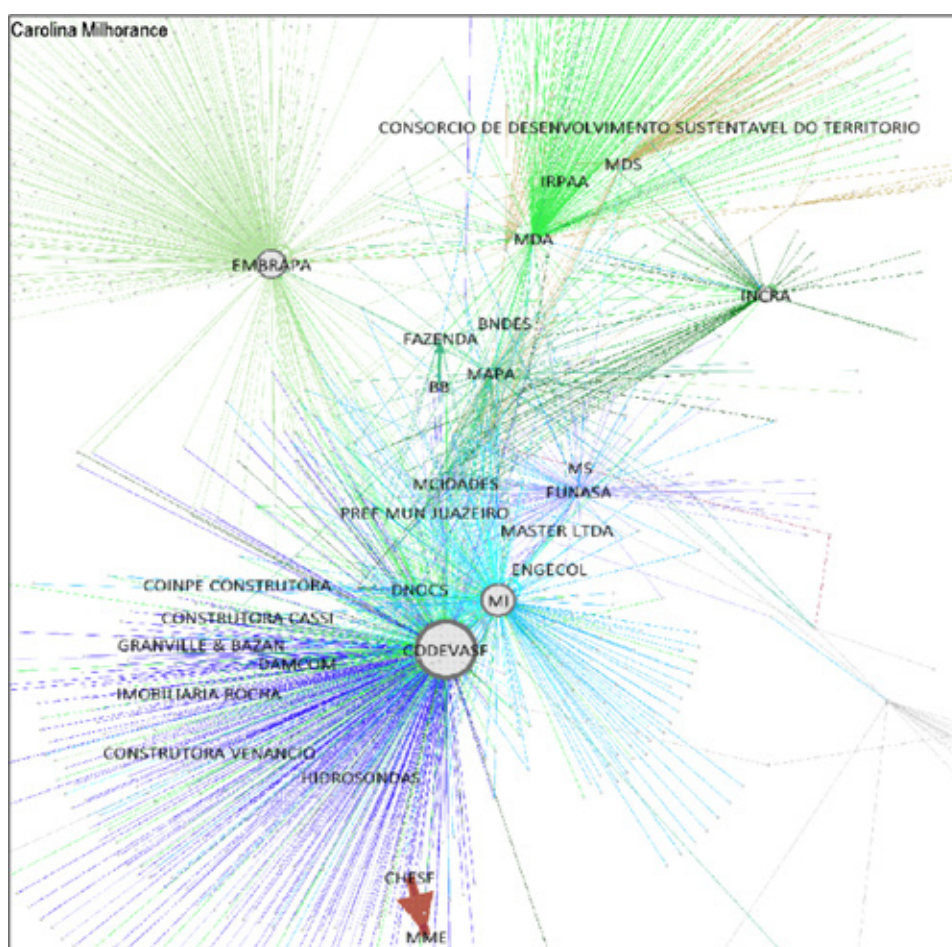 Carolina Milhorance
CONSORCIO DE DESENVOLVIMENTO SUSTENTAVEL DO TERRITORIO
MDS
IRPAA
MDA
EMBRAPA
INCRA
BNDES
FAZENDA
MAPA
BB
MS
MCIDADES
FUNASA
PREF MUN JUAZEIRO
MASTER LTDA
ENGECOL
COINPE CONSTRUTORA
DNOCS
MI
CONSTRUTORA CASSI
GRANVILLE & BAZAN
CODEVASF
DAMCOM
IMOBILIARIA ROCHA
CONSTRUTORA VENANCIO
HIDROSONDAS
CHESF
MME